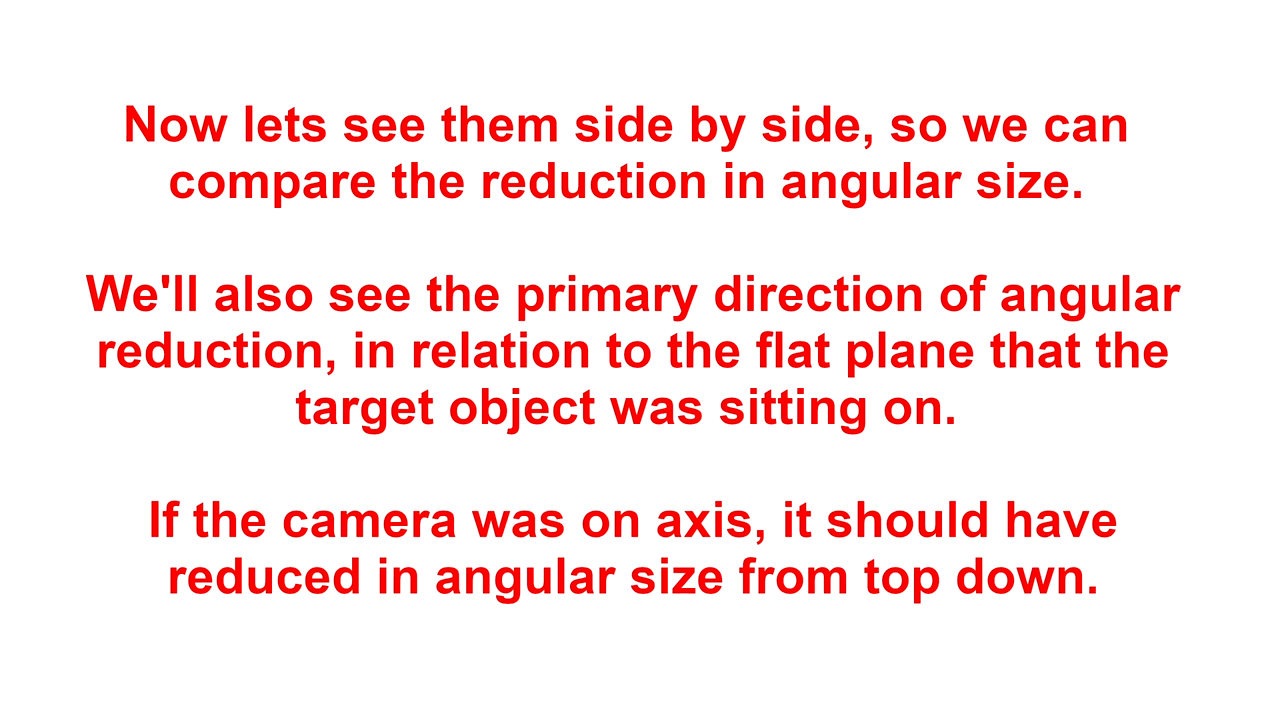 Now lets see them side by side, so we can
compare the reduction in angular size.
We'll also see the primary direction of angular
reduction, in relation to the flat plane that the
target object was sitting on.
If the camera was on axis, it should have
reduced in angular size from top down.